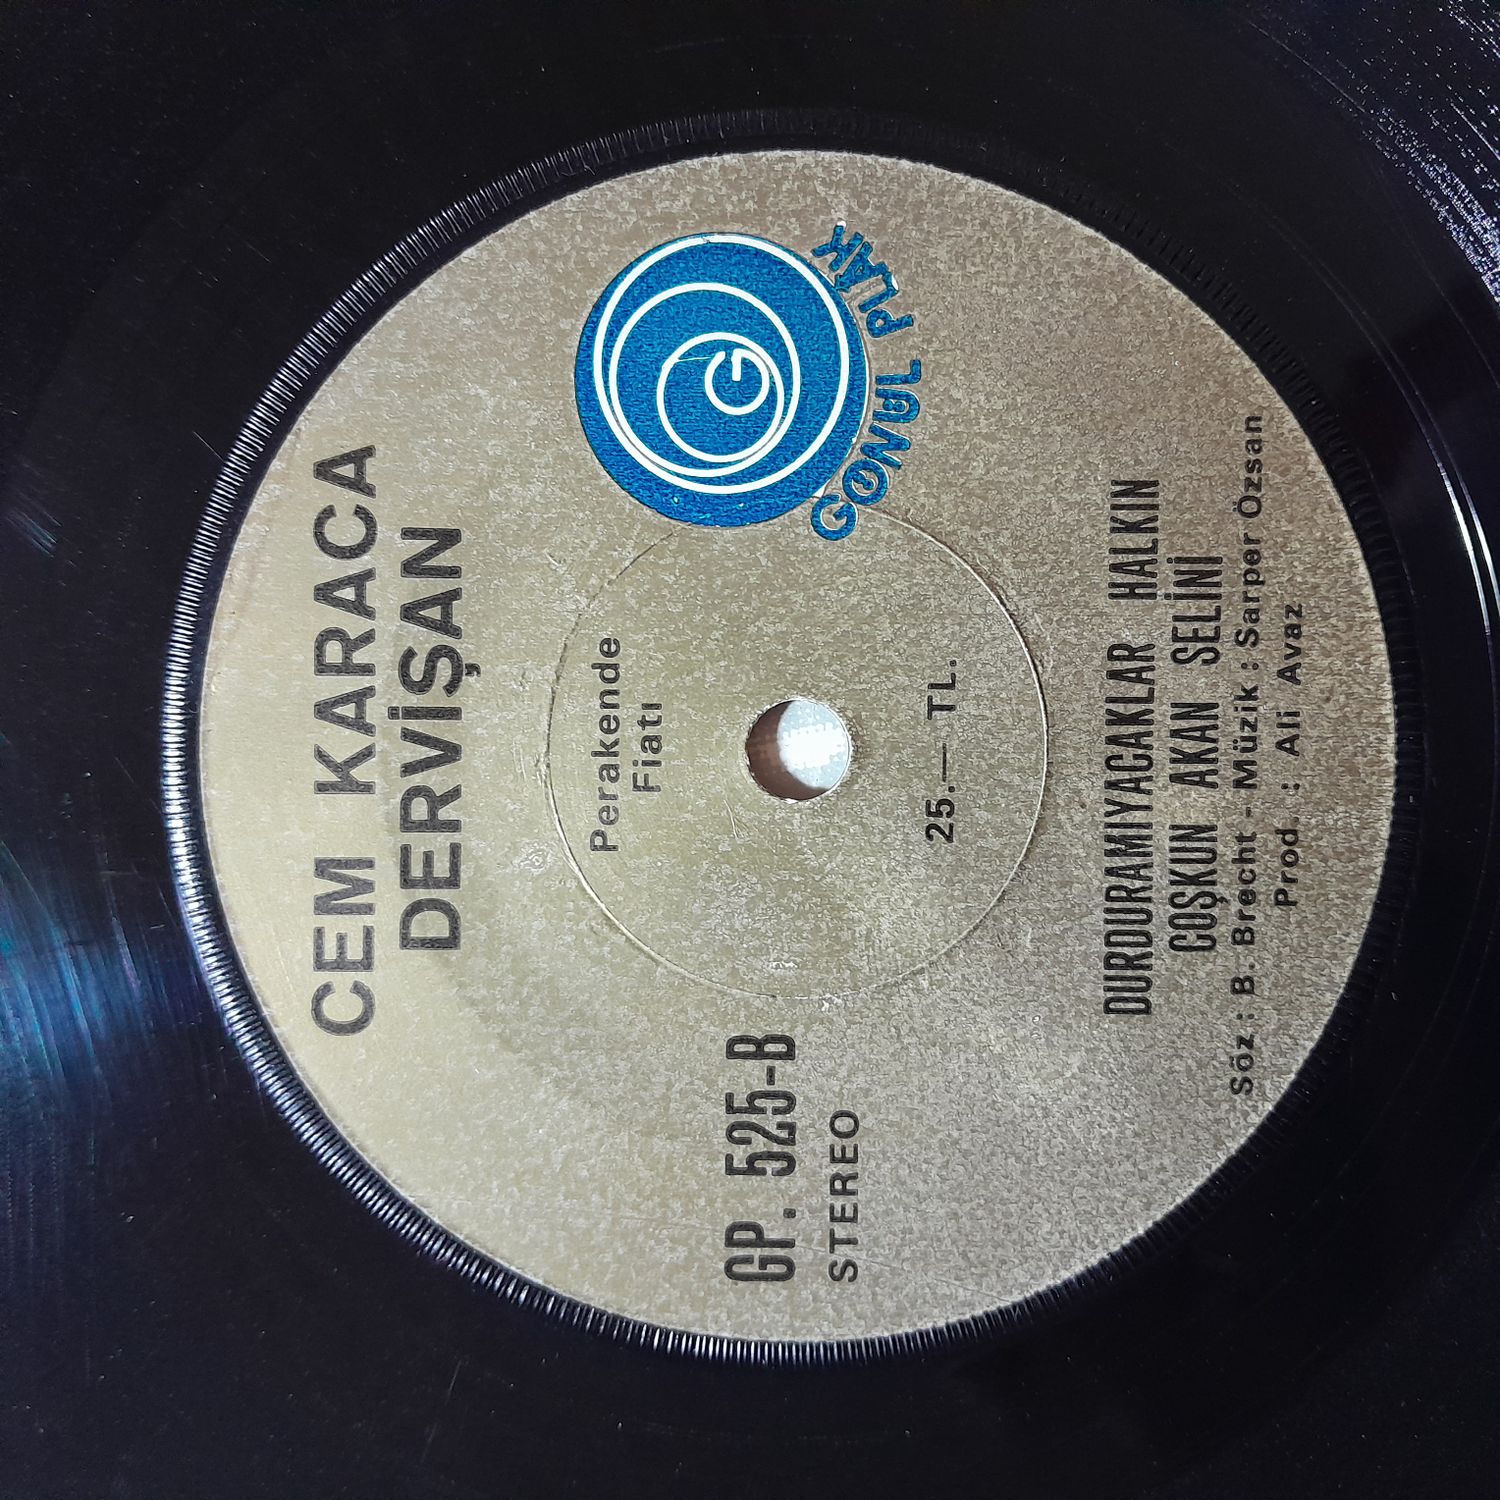 CEM KARACA
DERVİŞAN
Perakende
Fiatı
G
GÖNÜL PLAK
GP. 525-B
STEREO
25.— TL.
DURDURAMIYACAKLAR HALKIN
COŞKUN AKAN SELİNİ
Söz : B. Brecht - Müzik : Sarper Özsan
Prod. : Ali Avaz